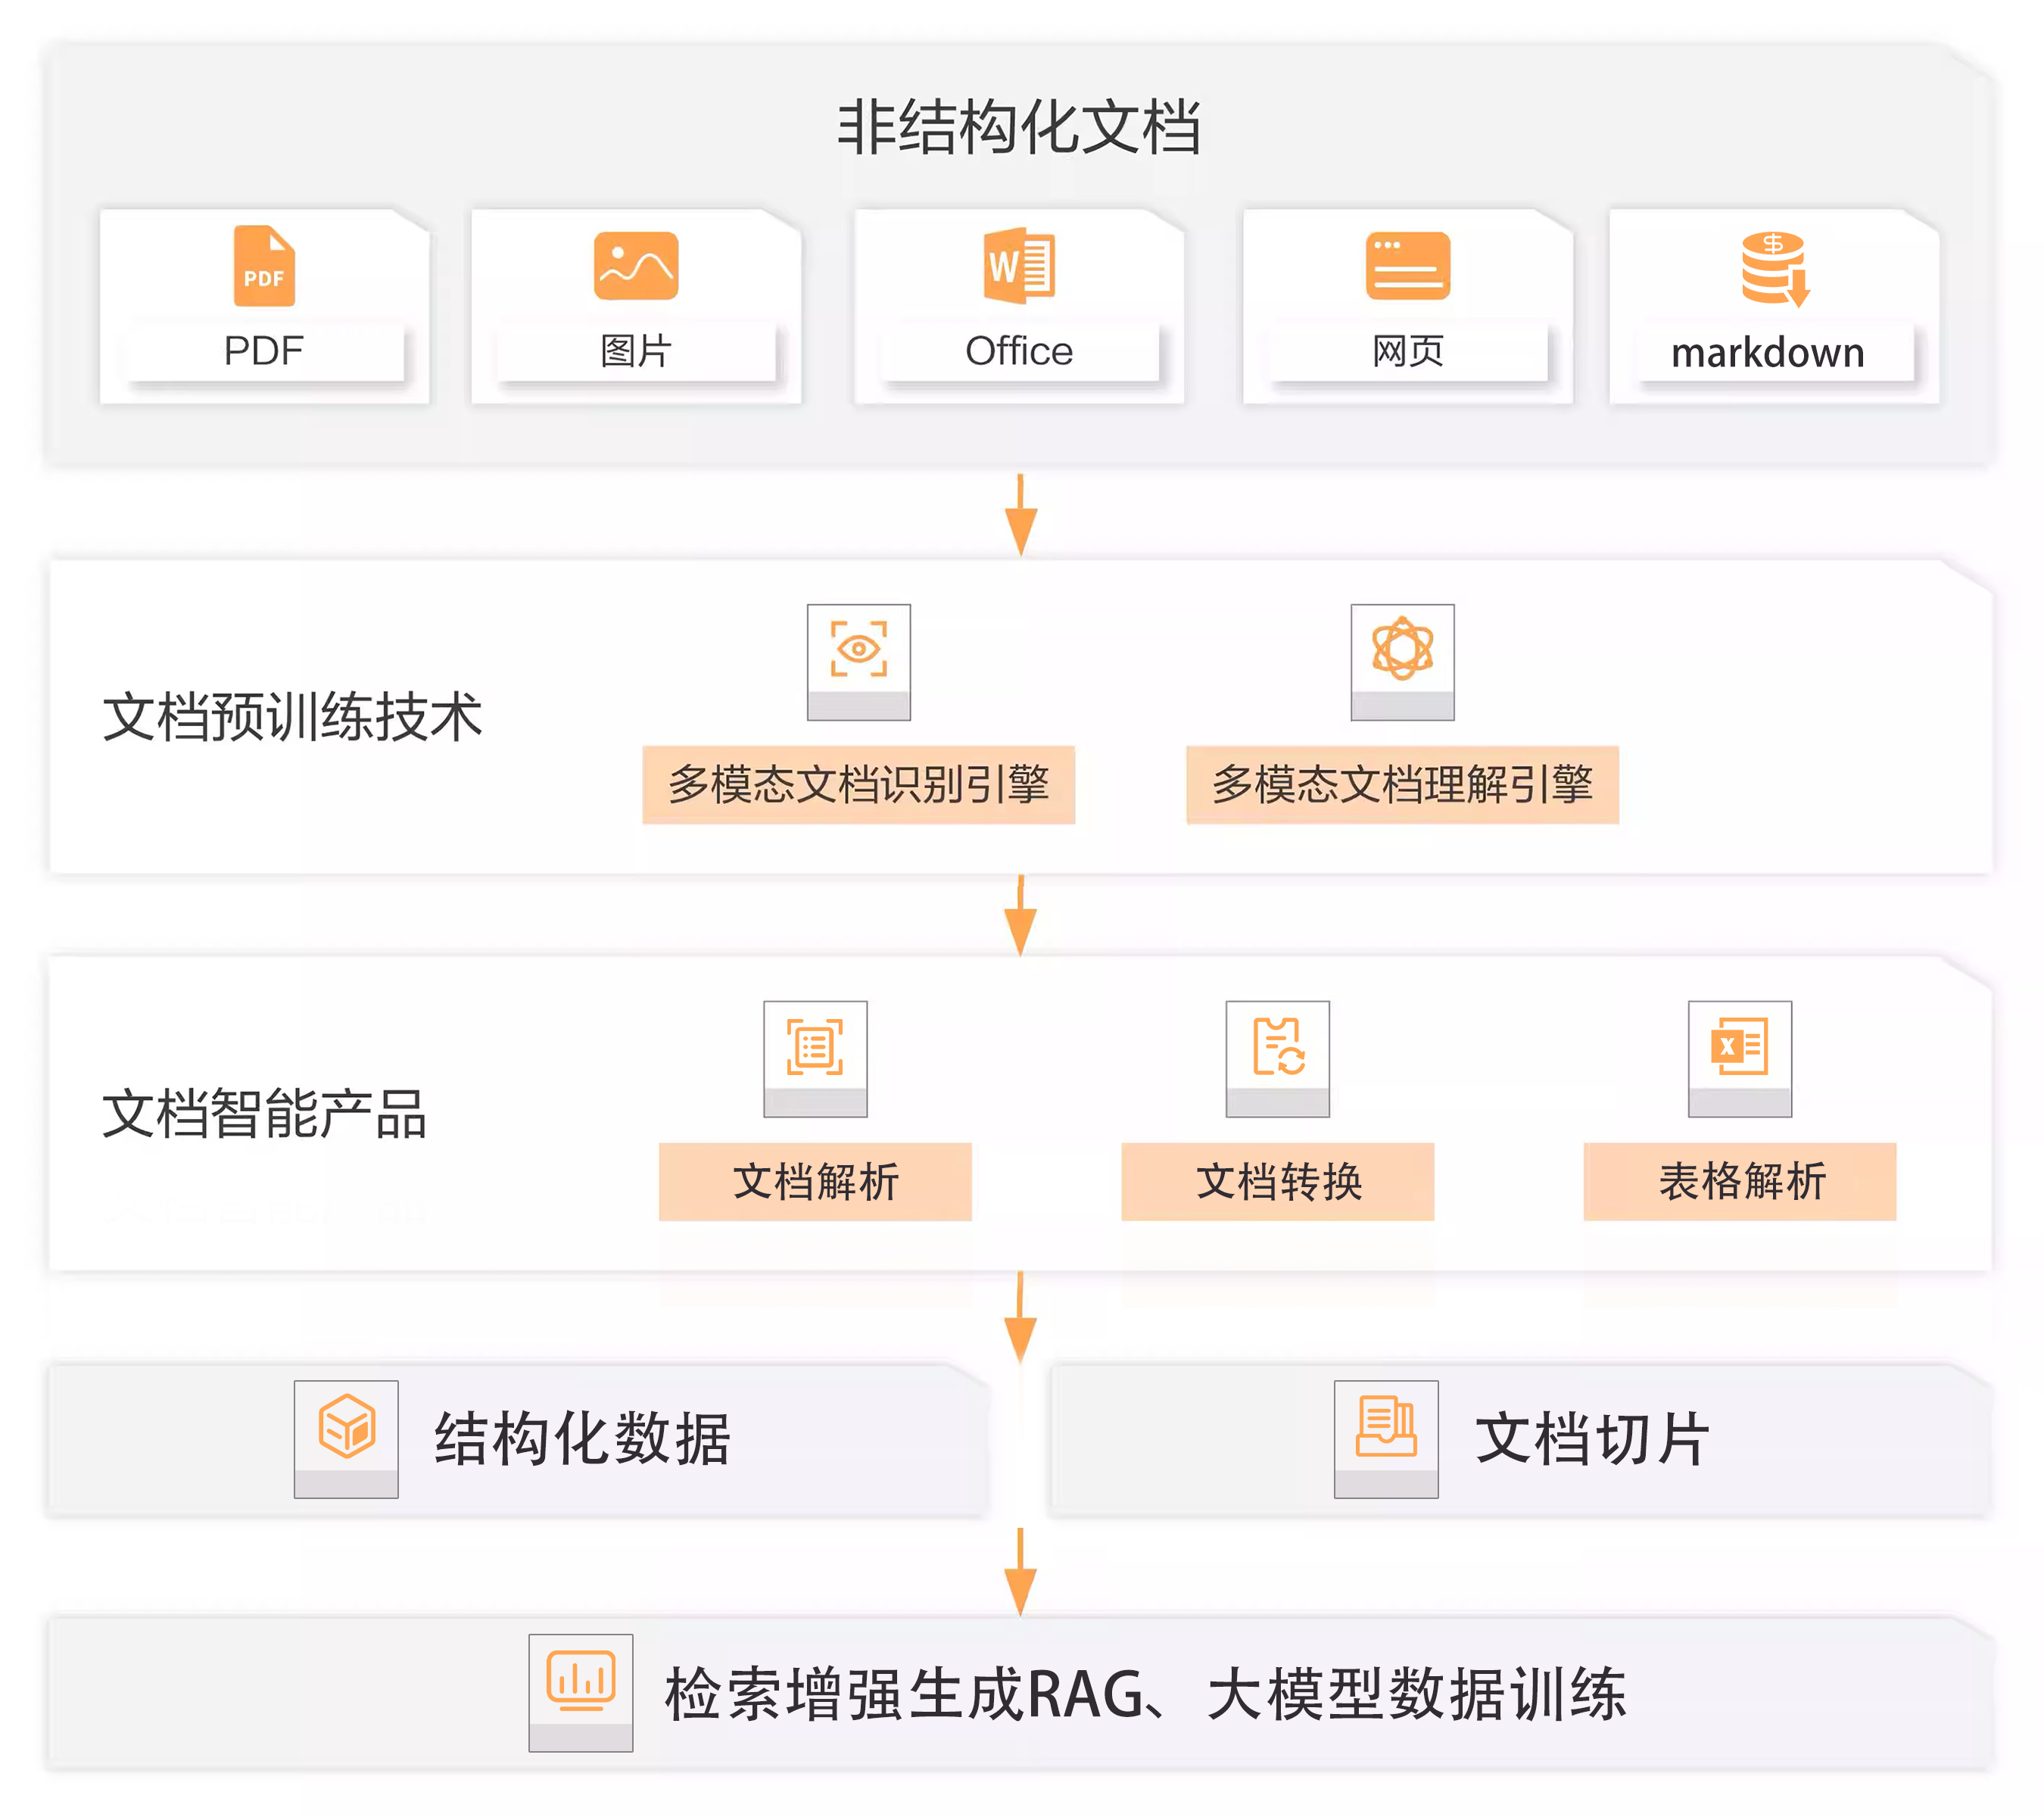 非结构化文档
PDF
PDF
图片
W
Office
网页
$
markdown
文档预训练技术
多模态文档识别引擎
多模态文档理解引擎
文档智能产品
文档解析
文档转换
X
表格解析
结构化数据
文档切片
检索增强生成RAG、大模型数据训练